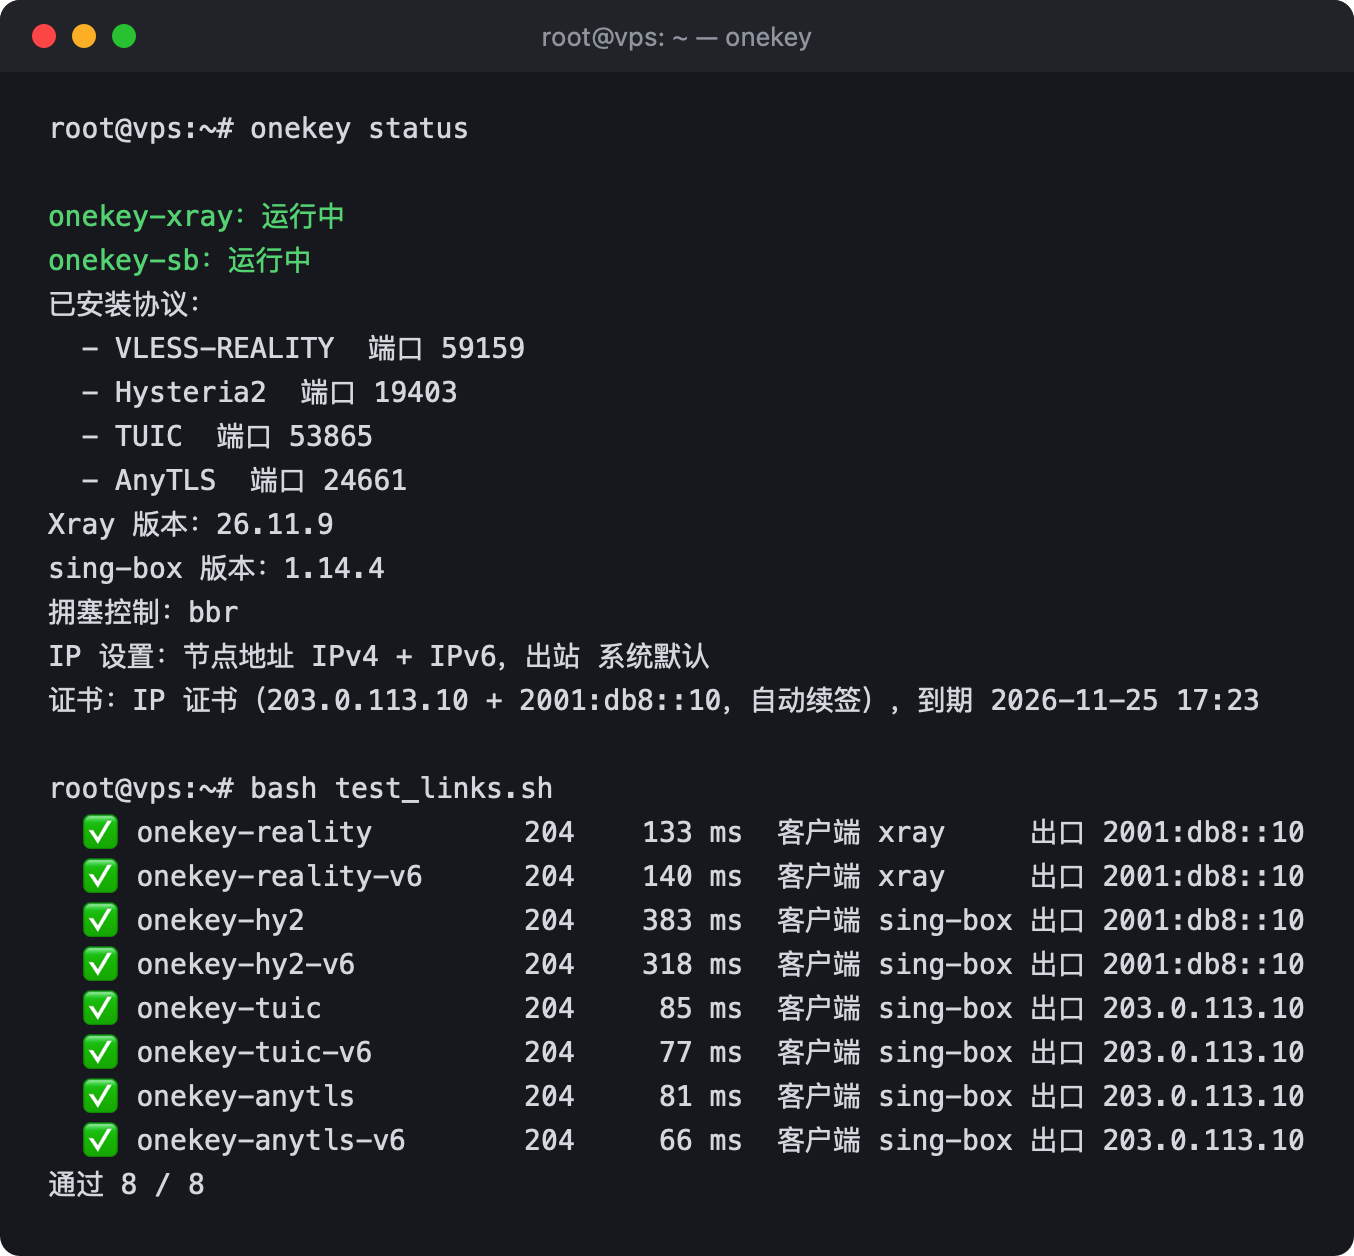 root@vps: ~ — onekey
root@vps:~# onekey status
onekey-xray：运行中
onekey-sb：运行中
已安装协议：
- VLESS-REALITY 端口 59159
- Hysteria2 端口 19403
- TUIC 端口 53865
- AnyTLS 端口 24661
Xray 版本：26.11.9
sing-box 版本：1.14.4
拥塞控制：bbr
IP 设置：节点地址 IPv4 + IPv6，出站 系统默认
证书：IP 证书（203.0.113.10 + 2001:db8::10，自动续签），到期 2026-11-25 17:23
root@vps:~# bash test_links.sh
✅ onekey-reality 204 133 ms 客户端 xray 出口 2001:db8::10
✅ onekey-reality-v6 204 140 ms 客户端 xray 出口 2001:db8::10
✅ onekey-hy2 204 383 ms 客户端 sing-box 出口 2001:db8::10
✅ onekey-hy2-v6 204 318 ms 客户端 sing-box 出口 2001:db8::10
✅ onekey-tuic 204 85 ms 客户端 sing-box 出口 203.0.113.10
✅ onekey-tuic-v6 204 77 ms 客户端 sing-box 出口 203.0.113.10
✅ onekey-anytls 204 81 ms 客户端 sing-box 出口 203.0.113.10
✅ onekey-anytls-v6 204 66 ms 客户端 sing-box 出口 203.0.113.10
通过 8 / 8